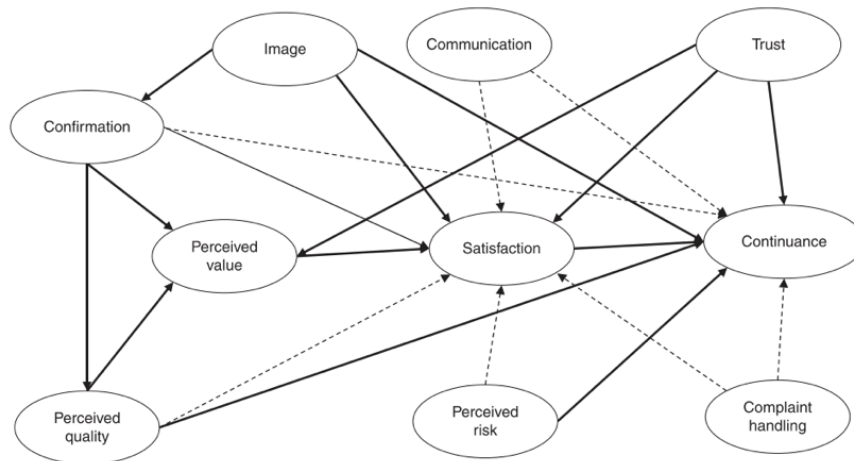 Image
Communication
Trust
Confirmation
Perceived
value
Satisfaction
Continuance
Perceived
quality
Perceived
risk
Complaint
handling